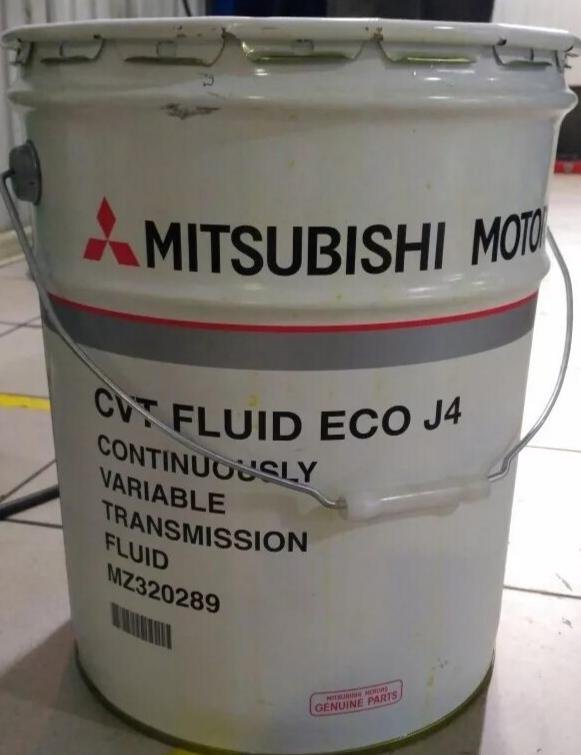 MITSUBISHI MOTO
CVT FLUID ECO J4
CONTINUOUSLY
VARIABLE
TRANSMISSION
FLUID
MZ320289
MITSUBISHI MOTORS
GENUINE PARTS